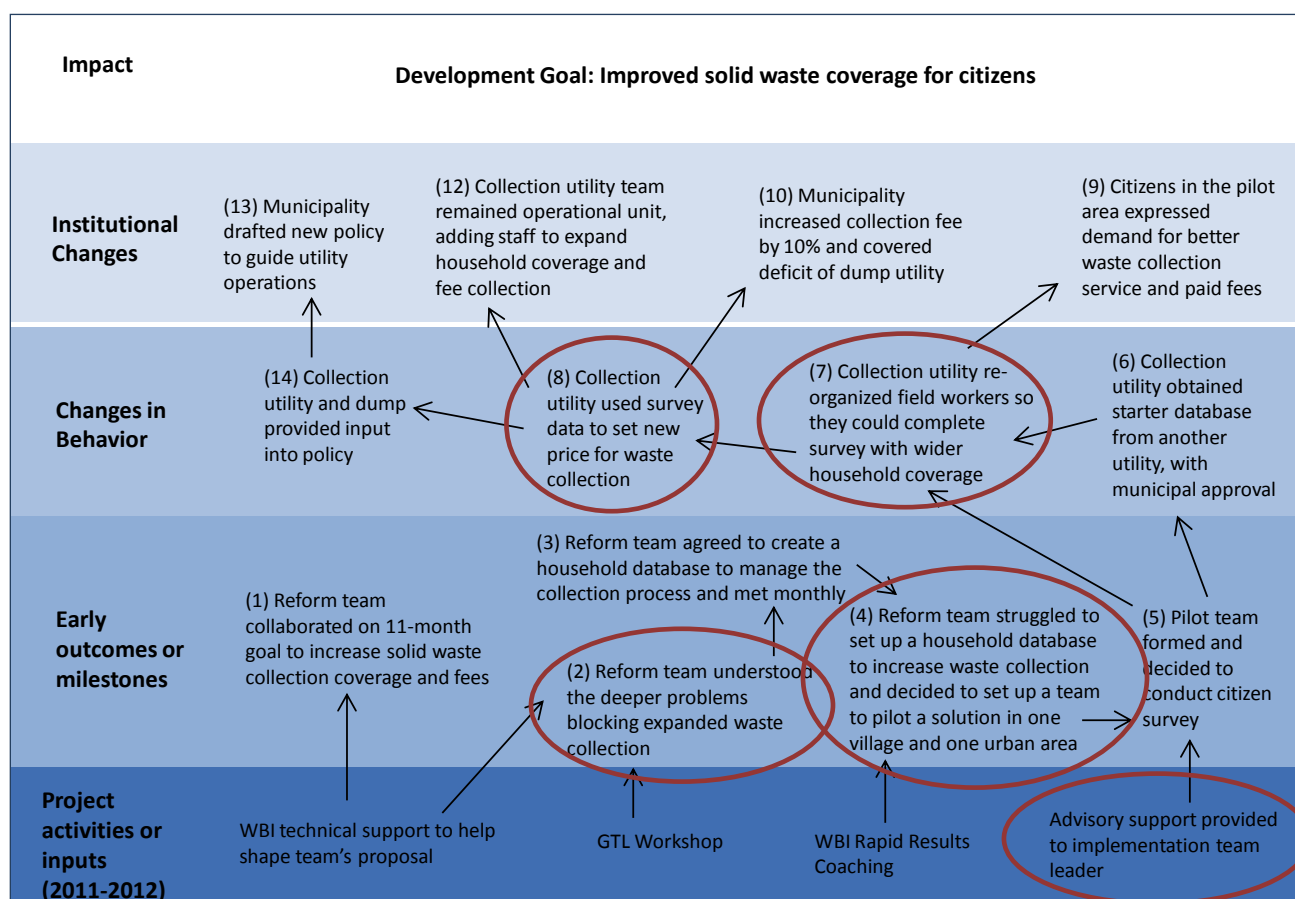 Impact
Development Goal: Improved solid waste coverage for citizens
Institutional
Changes
(13) Municipality
drafted new policy
to guide utility
operations
(12) Collection utility team
remained operational unit,
adding staff to expand
household coverage and
fee collection
(10) Municipality
increased collection fee
by 10% and covered
deficit of dump utility
(9) Citizens in the pilot
area expressed
demand for better
waste collection
service and paid fees
Changes in
Behavior
(14) Collection
utility and dump
provided input
into policy
(8) Collection
utility used survey
data to set new
price for waste
collection
(7) Collection utility re-
organized field workers so
they could complete
survey with wider
household coverage
(6) Collection
utility obtained
starter database
from another
utility, with
municipal approval
Early
outcomes or
milestones
(1) Reform team
collaborated on 11-month
goal to increase solid waste
collection coverage and fees
(2) Reform team understood
the deeper problems
blocking expanded waste
collection
(3) Reform team agreed to create a
household database to manage the
collection process and met monthly
(4) Reform team struggled to
set up a household database
to increase waste collection
and decided to set up a team
to pilot a solution in one
village and one urban area
(5) Pilot team
formed and
decided to
conduct citizen
survey
Project
activities or
inputs
(2011-2012)
WBI technical support to help
shape team’s proposal
GTL Workshop
WBI Rapid Results
Coaching
Advisory support provided
to implementation team
leader